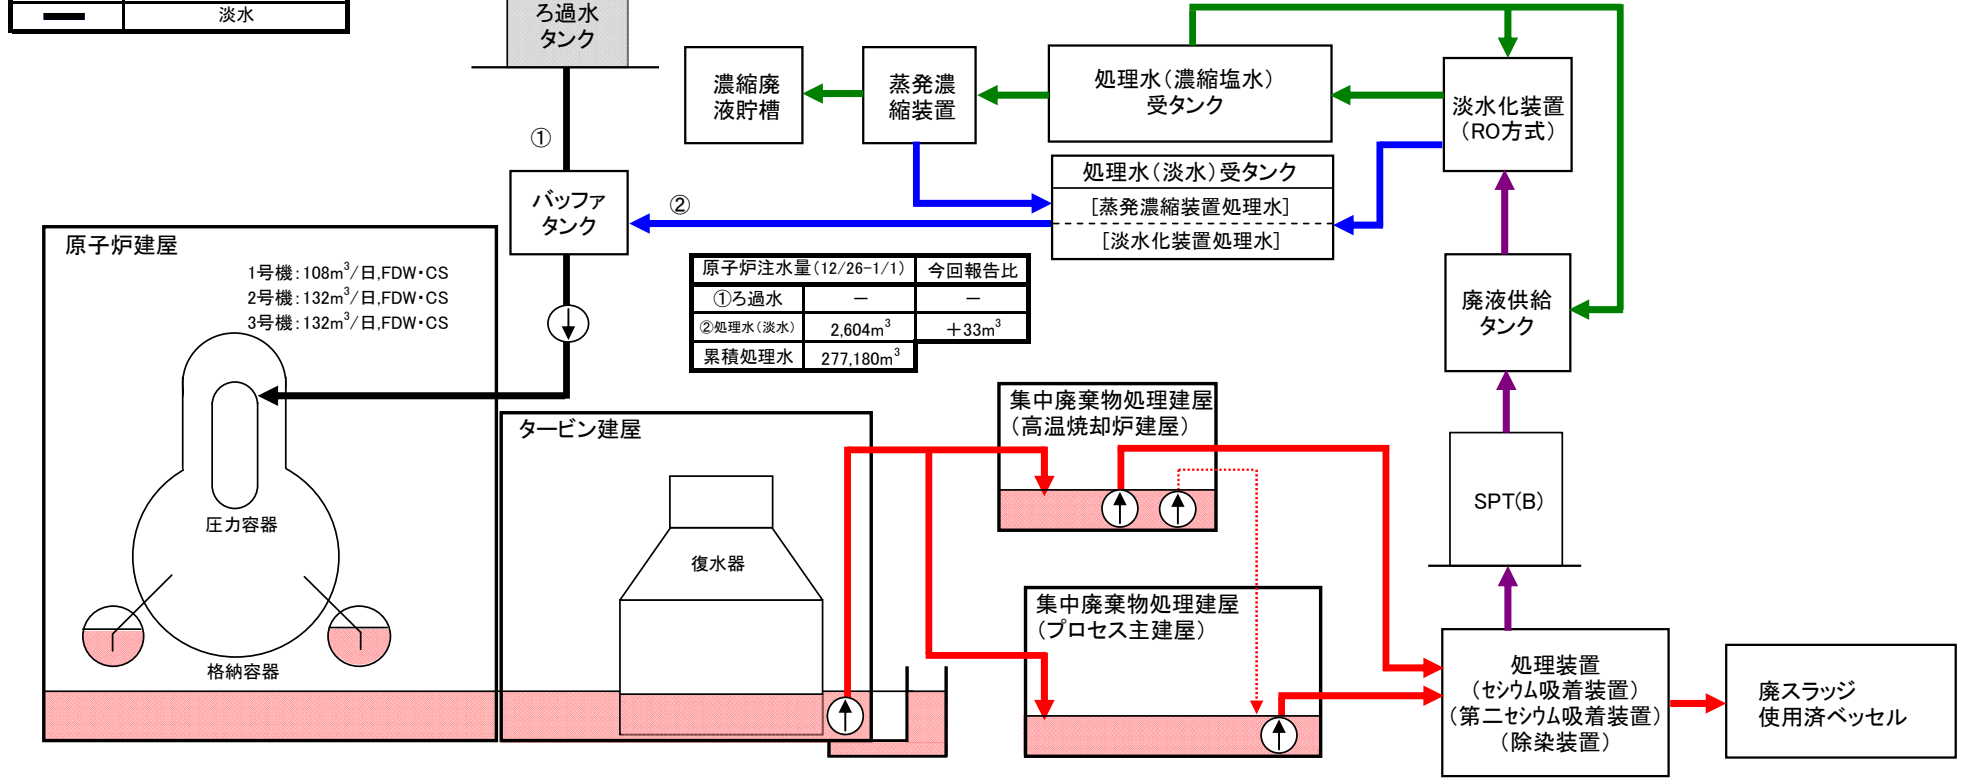 淡水
ろ過水
タンク
①
バッファ
タンク
②
濃縮廃
液貯槽
蒸発濃
縮装置
処理水(濃縮塩水)
受タンク
淡水化装置
(RO方式)
処理水(淡水)受タンク
[蒸発濃縮装置処理水]
[淡水化装置処理水]
原子炉建屋
1号機:108m³/日,FDW・CS
2号機:132m³/日,FDW・CS
3号機:132m³/日,FDW・CS
原子炉注水量(12/26-1/1) 今回報告比
①ろ過水 － －
②処理水(淡水) 2,604m³ ＋33m³
累積処理水 277,180m³
廃液供給
タンク
圧力容器
格納容器
タービン建屋
復水器
集中廃棄物処理建屋
(高温焼却炉建屋)
SPT(B)
集中廃棄物処理建屋
(プロセス主建屋)
処理装置
(セシウム吸着装置)
(第二セシウム吸着装置)
(除染装置)
廃スラッジ
使用済ベッセル